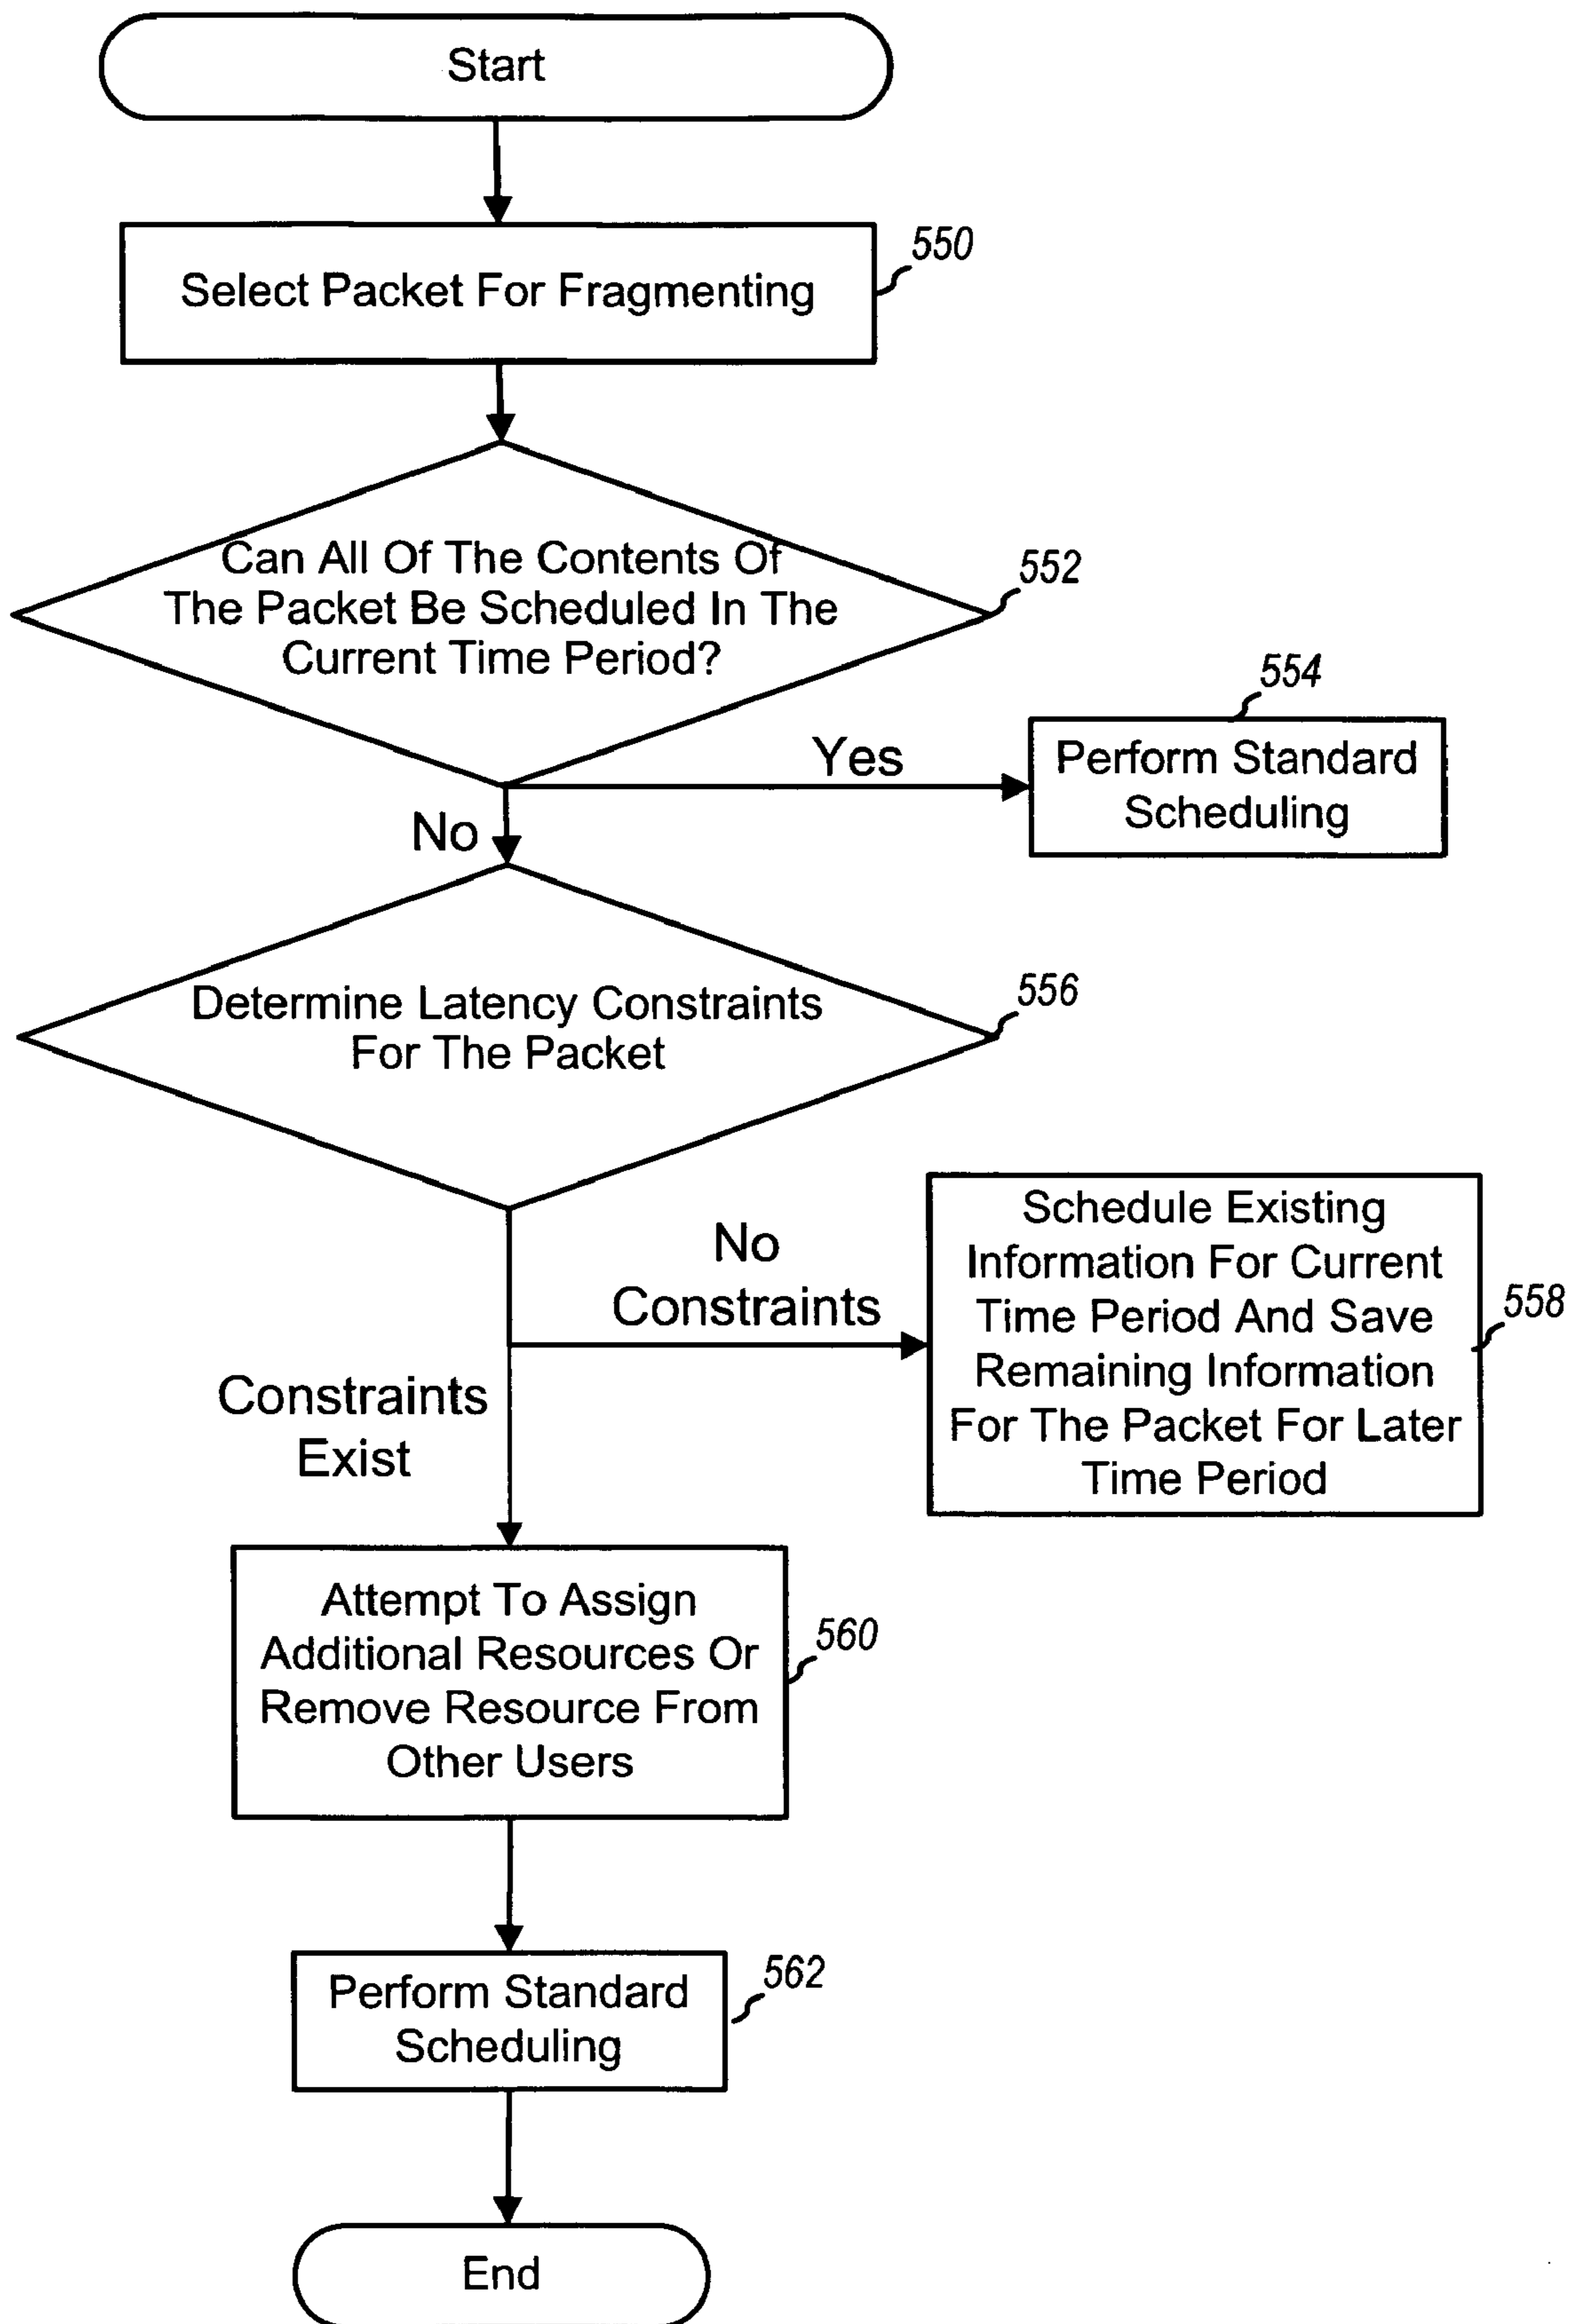 Start
550
Select Packet For Fragmenting
Can All Of The Contents Of
The Packet Be Scheduled In The
Current Time Period?
552
554
Yes
Perform Standard
Scheduling
No
Determine Latency Constraints
For The Packet
556
No
Constraints
Schedule Existing
Information For Current
Time Period And Save
Remaining Information
For The Packet For Later
Time Period
558
Constraints
Exist
Attempt To Assign
Additional Resources Or
Remove Resource From
Other Users
560
Perform Standard
Scheduling
562
End